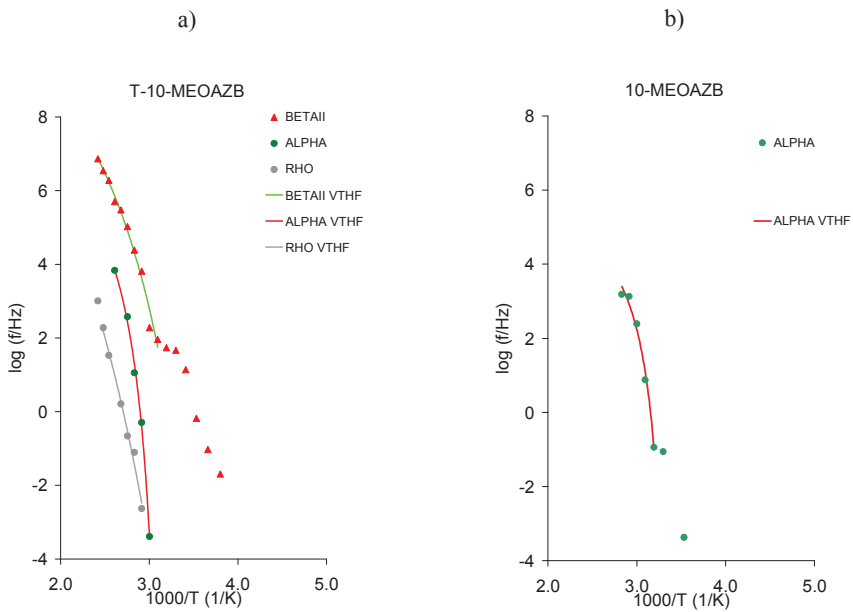 a)
T-10-MEOAZB
BETAII
ALPHA
RHO
BETAII VTHF
ALPHA VTHF
RHO VTHF
log (f/Hz)
8
6
4
2
0
-2
-4
2.0
3.0
4.0
5.0
1000/T (1/K)
b)
10-MEOAZB
ALPHA
ALPHA VTHF
log (f/Hz)
8
6
4
2
0
-2
-4
2.0
3.0
4.0
5.0
1000/T (1/K)